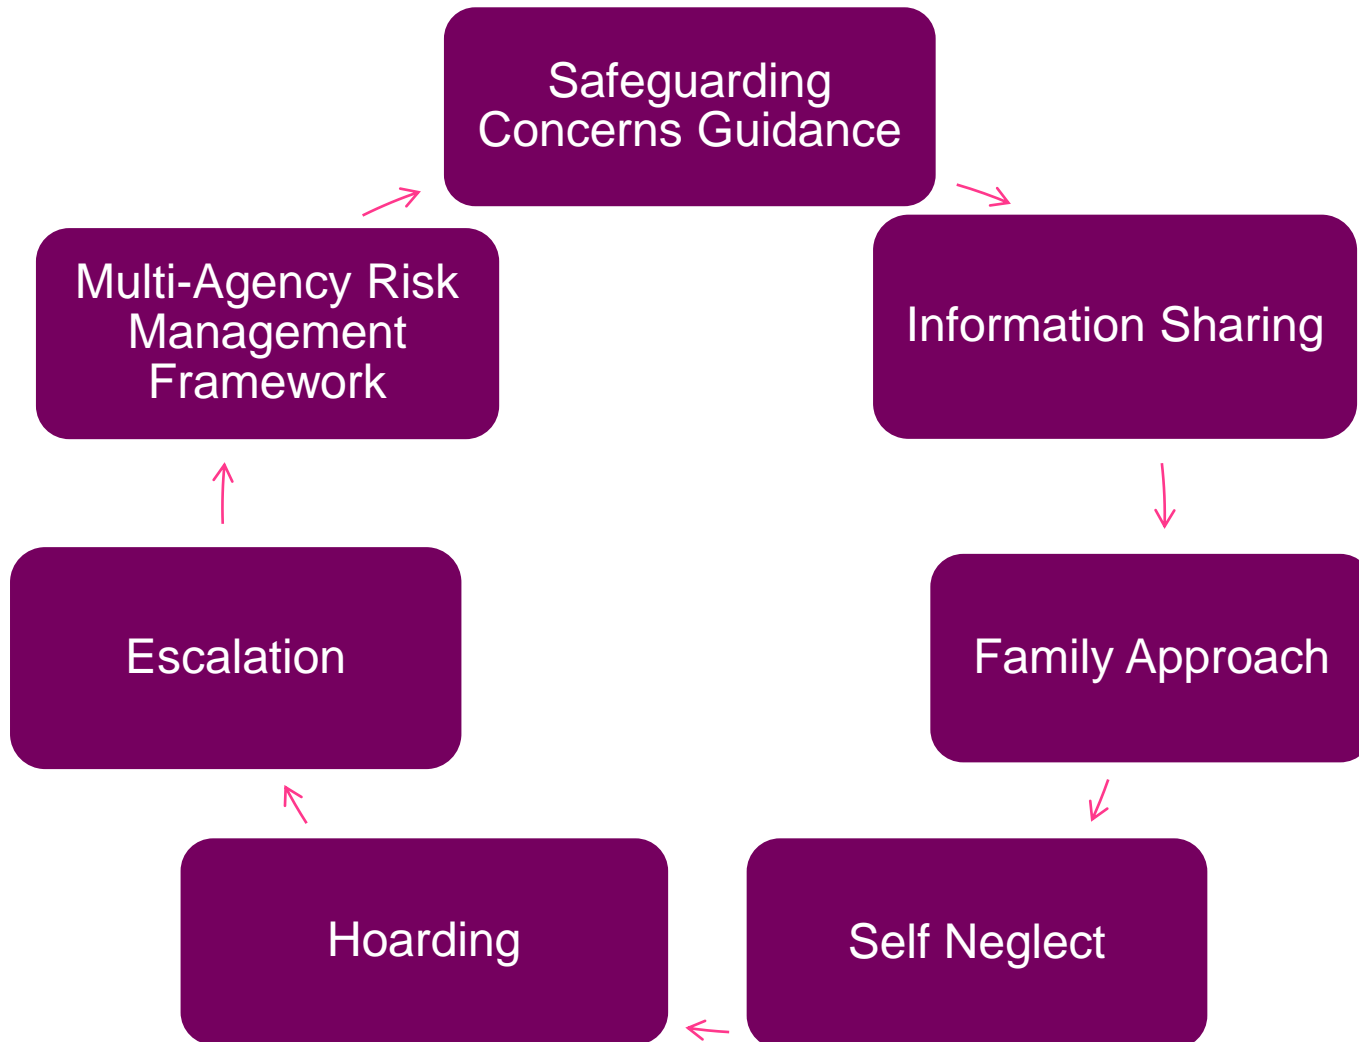 Safeguarding
Concerns Guidance
Information Sharing
Family Approach
Self Neglect
Hoarding
Escalation
Multi-Agency Risk
Management
Framework